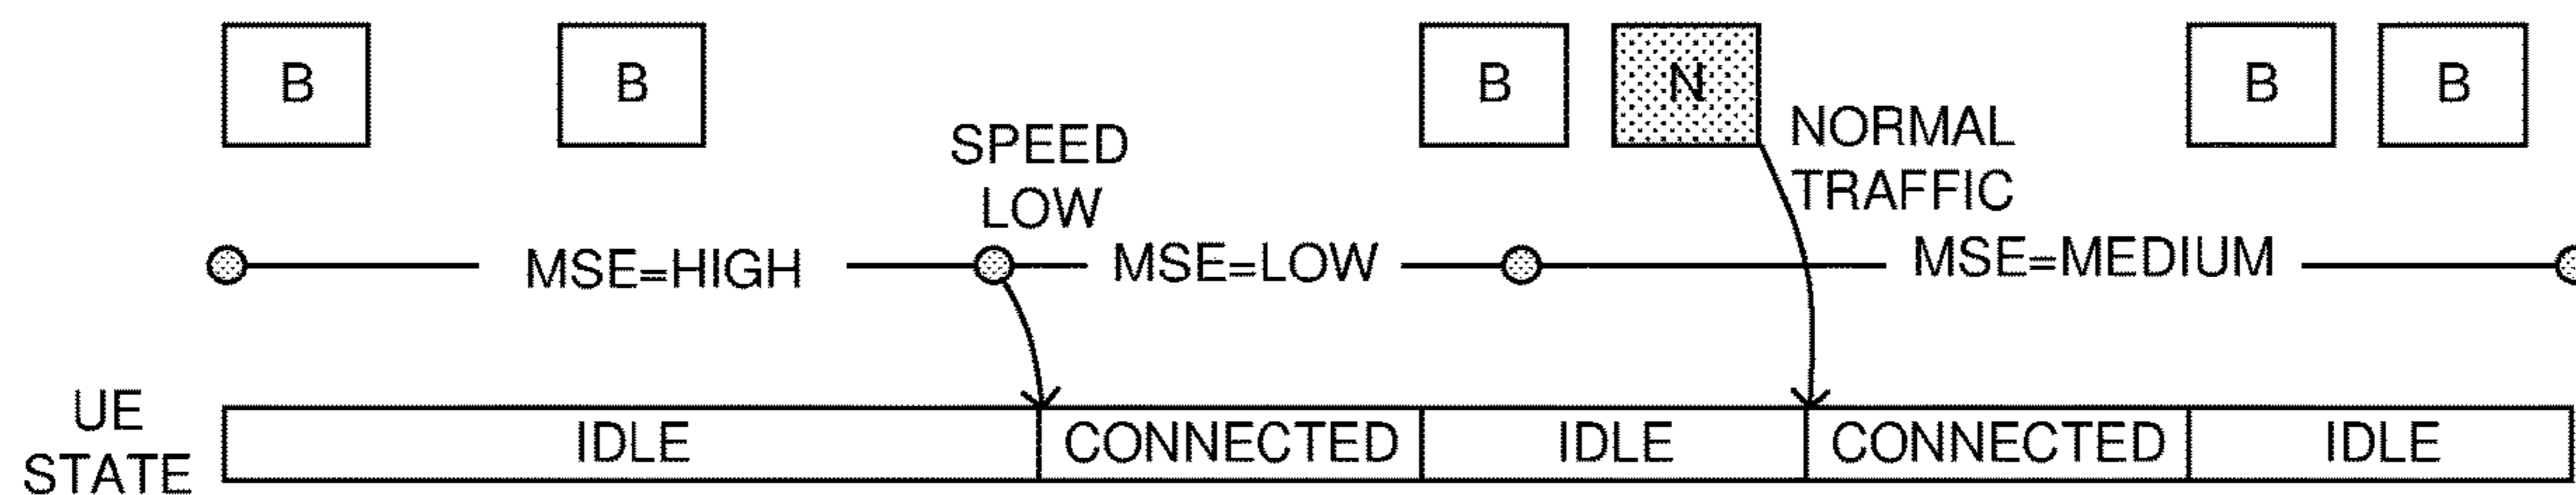 B B B N B B
SPEED
LOW
NORMAL
TRAFFIC
MSE=HIGH MSE=LOW MSE=MEDIUM
UE
STATE
IDLE CONNECTED IDLE CONNECTED IDLE